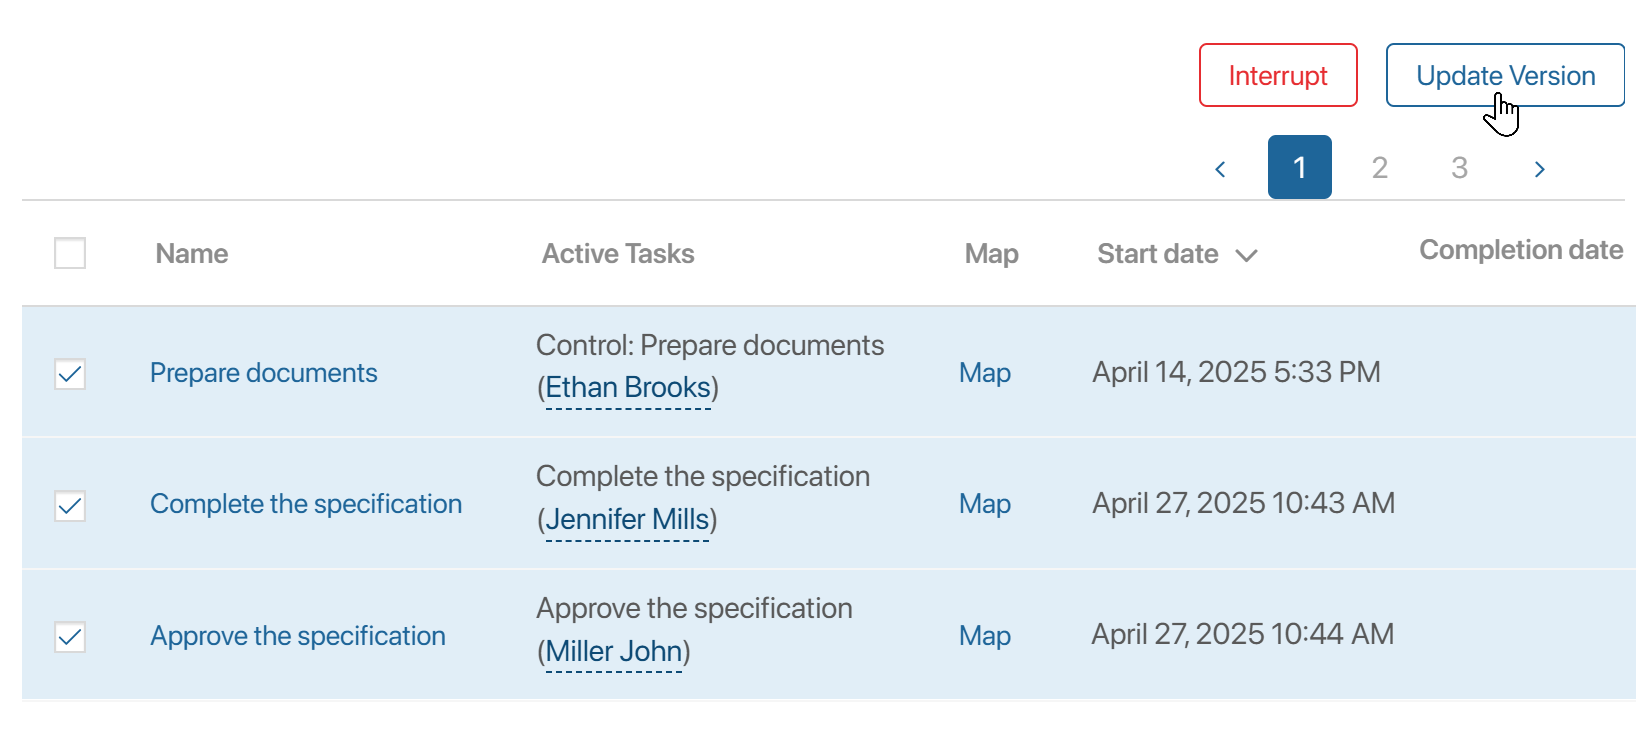 Interrupt
Update Version
1 2 3
Name Active Tasks Map Start date Completion date
Control: Prepare documents
Prepare documents (Ethan Brooks) Map April 14, 2025 5:33 PM
Complete the specification
Complete the specification (Jennifer Mills) Map April 27, 2025 10:43 AM
Approve the specification
Approve the specification (Miller John) Map April 27, 2025 10:44 AM